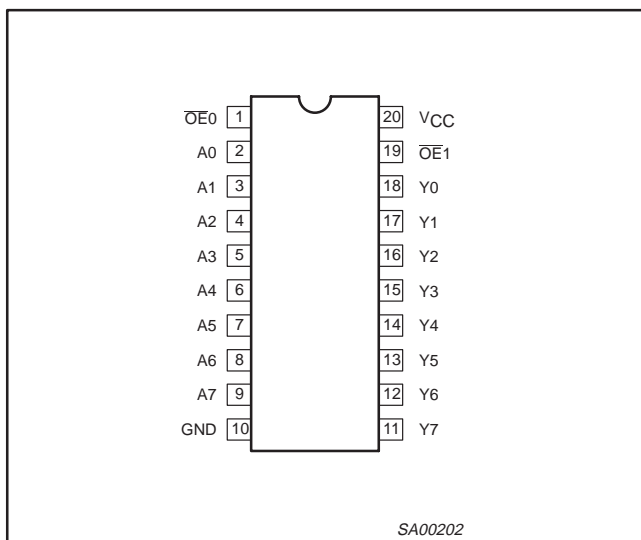 O̅E̅0 1 20 VCC
A0 2 19 O̅E̅1
A1 3 18 Y0
A2 4 17 Y1
A3 5 16 Y2
A4 6 15 Y3
A5 7 14 Y4
A6 8 13 Y5
A7 9 12 Y6
GND 10 11 Y7
SA00202